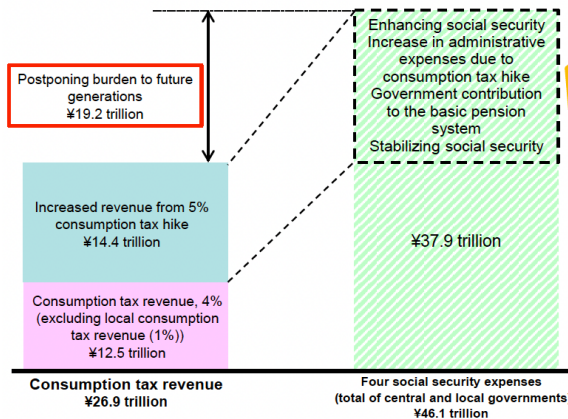 Postponing burden to future
generations
¥19.2 trillion
Increased revenue from 5%
consumption tax hike
¥14.4 trillion
Consumption tax revenue, 4%
(excluding local consumption
tax revenue (1%))
¥12.5 trillion
Consumption tax revenue
¥26.9 trillion
Enhancing social security
Increase in administrative
expenses due to
consumption tax hike
Government contribution
to the basic pension
system
Stabilizing social security
¥37.9 trillion
Four social security expenses
(total of central and local governments)
¥46.1 trillion